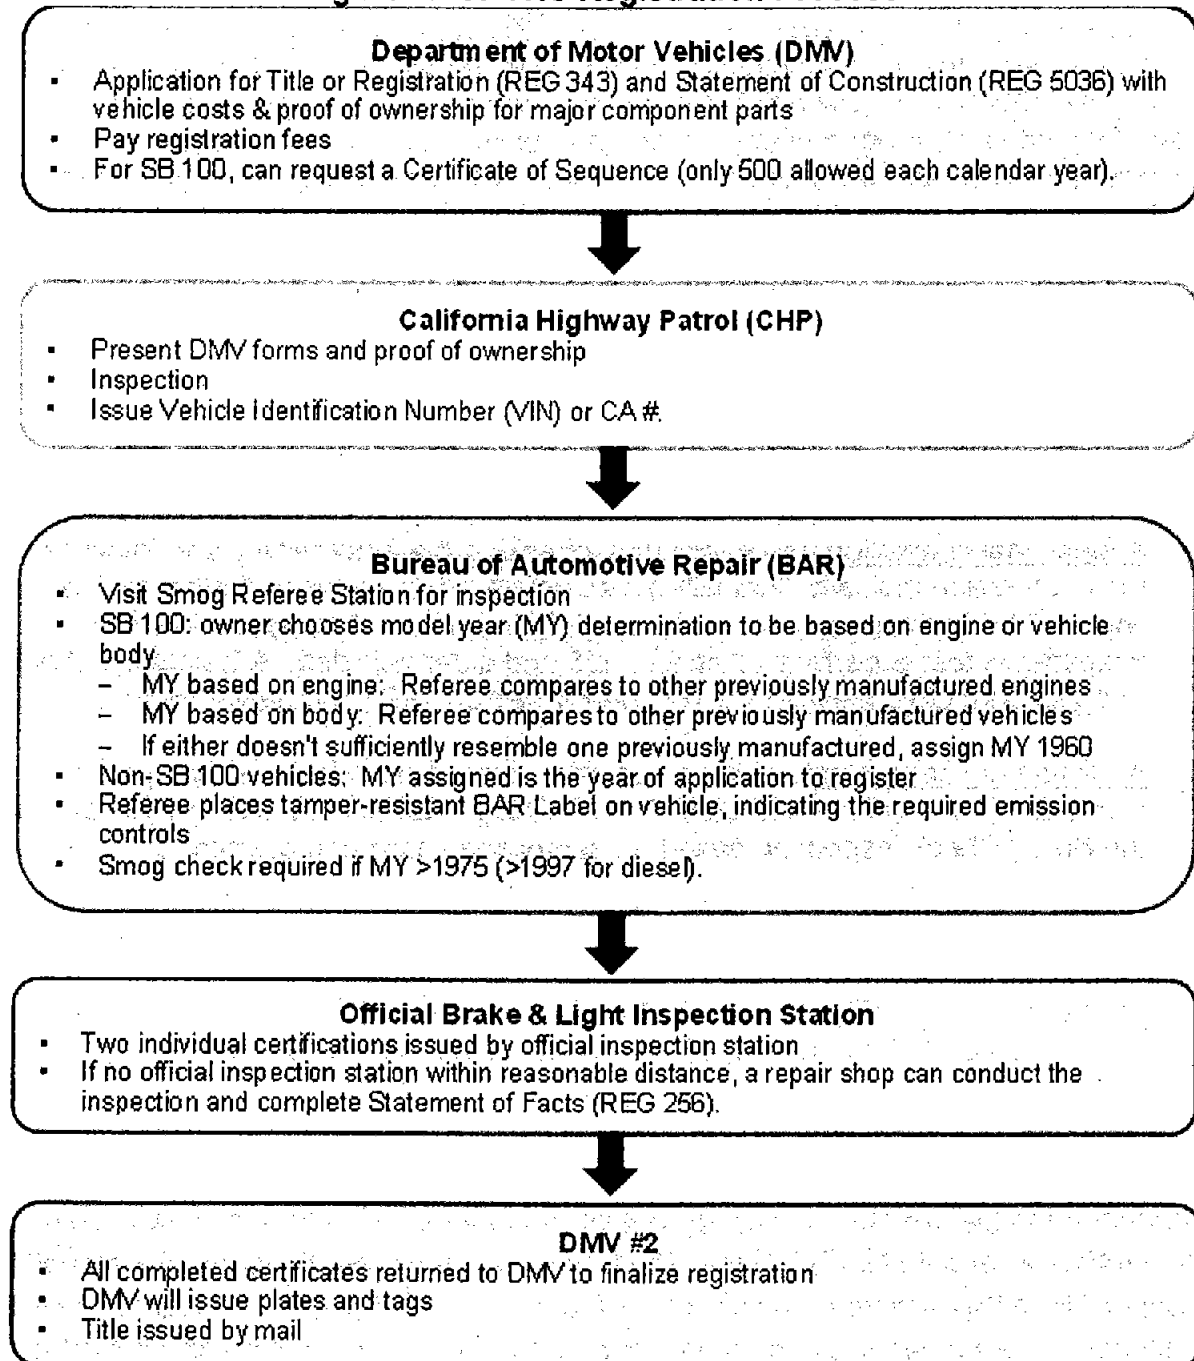 Department of Motor Vehicles (DMV)
▪ Application for Title or Registration (REG 343) and Statement of Construction (REG 5036) with
vehicle costs & proof of ownership for major component parts
▪ Pay registration fees
▪ For SB 100, can request a Certificate of Sequence (only 500 allowed each calendar year).
California Highway Patrol (CHP)
▪ Present DMV forms and proof of ownership
▪ Inspection
▪ Issue Vehicle Identification Number (VIN) or CA #.
Bureau of Automotive Repair (BAR)
▪ Visit Smog Referee Station for inspection
▪ SB 100: owner chooses model year (MY) determination to be based on engine or vehicle
body
– MY based on engine: Referee compares to other previously manufactured engines
– MY based on body: Referee compares to other previously manufactured vehicles
– If either doesn't sufficiently resemble one previously manufactured, assign MY 1960
▪ Non-SB 100 vehicles: MY assigned is the year of application to register
▪ Referee places tamper-resistant BAR Label on vehicle, indicating the required emission
controls
▪ Smog check required if MY >1975 (>1997 for diesel).
Official Brake & Light Inspection Station
▪ Two individual certifications issued by official inspection station
▪ If no official inspection station within reasonable distance, a repair shop can conduct the
inspection and complete Statement of Facts (REG 256).
DMV #2
▪ All completed certificates returned to DMV to finalize registration
▪ DMV will issue plates and tags
▪ Title issued by mail